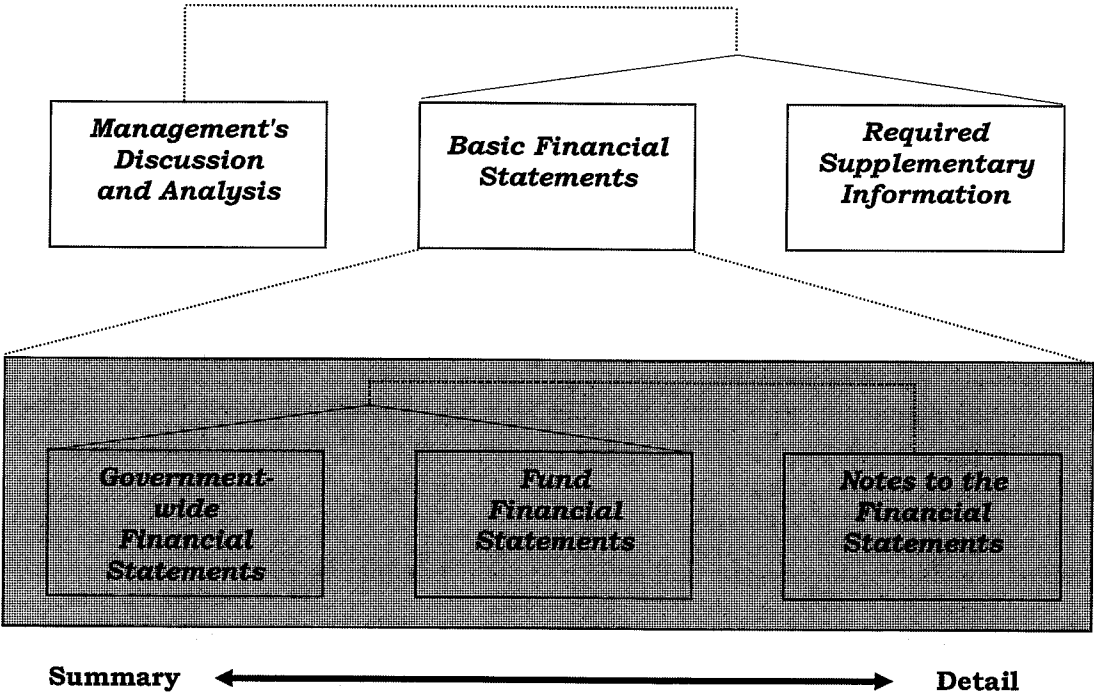 Management's
Discussion
and Analysis
Basic Financial
Statements
Required
Supplementary
Information
Government-
wide
Financial
Statements
Fund
Financial
Statements
Notes to the
Financial
Statements
Summary
Detail